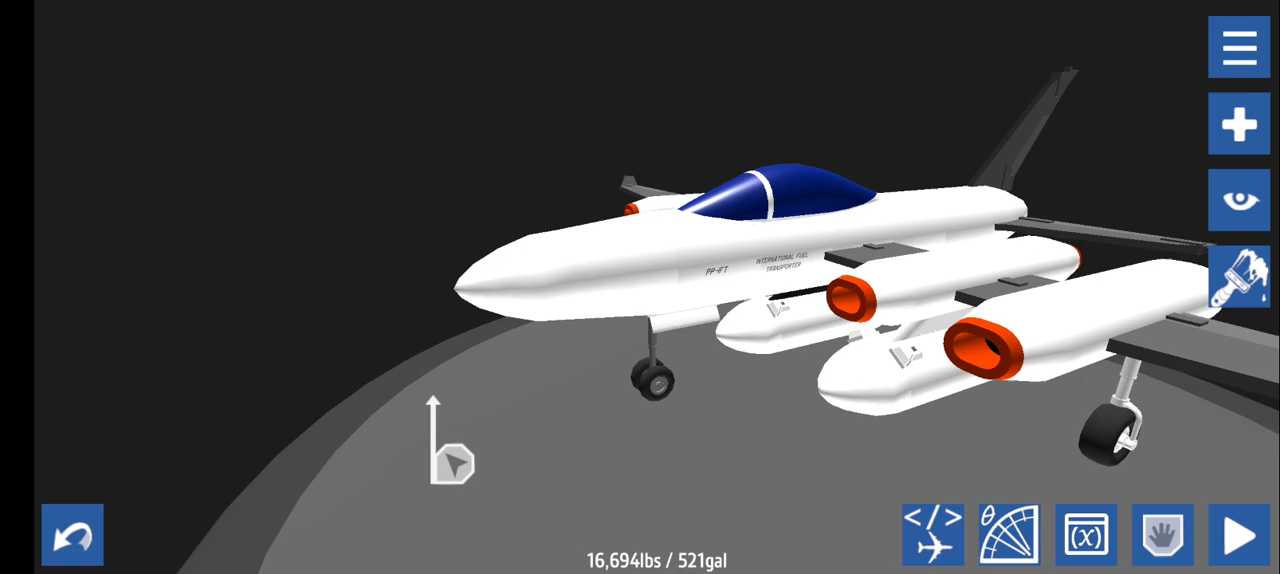 PP-IFT
INTERNATIONAL FUEL
TRANSPORTER
</>
θ
(x)
16,694lbs / 521gal